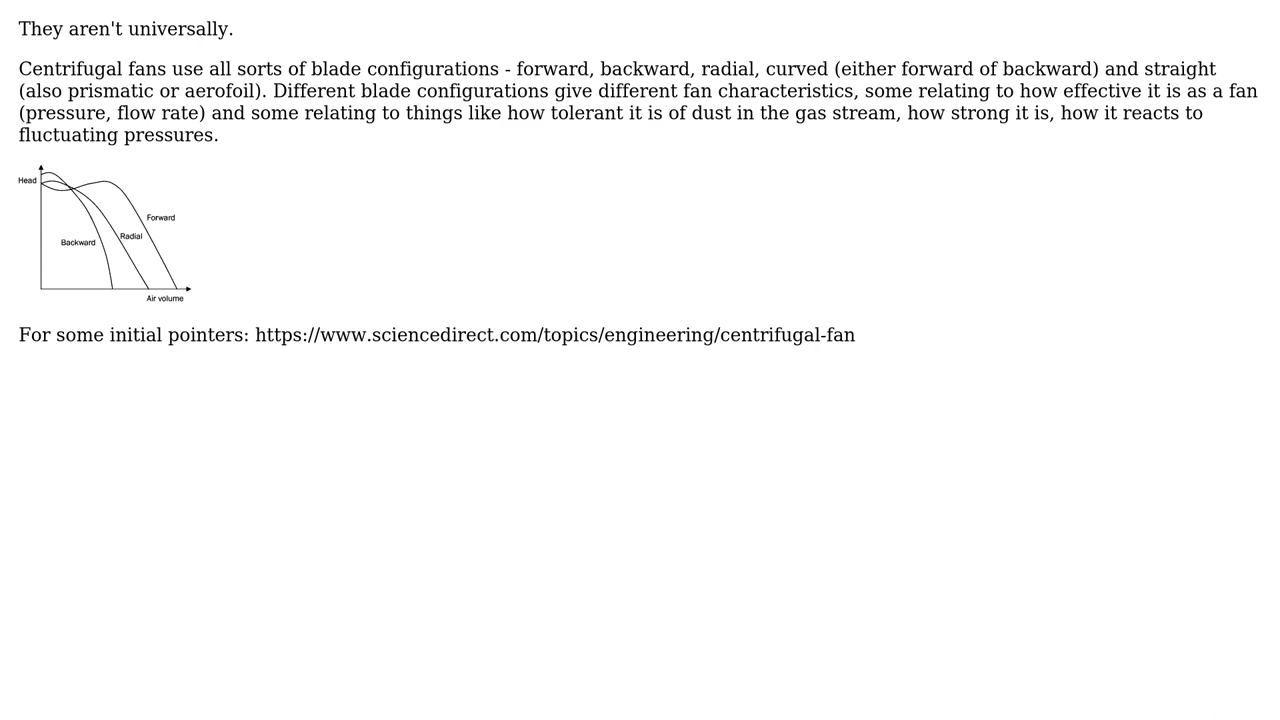 They aren't universally.
Centrifugal fans use all sorts of blade configurations - forward, backward, radial, curved (either forward of backward) and straight
(also prismatic or aerofoil). Different blade configurations give different fan characteristics, some relating to how effective it is as a fan
(pressure, flow rate) and some relating to things like how tolerant it is of dust in the gas stream, how strong it is, how it reacts to
fluctuating pressures.
Head
Forward
Radial
Backward
Air volume
For some initial pointers: https://www.sciencedirect.com/topics/engineering/centrifugal-fan